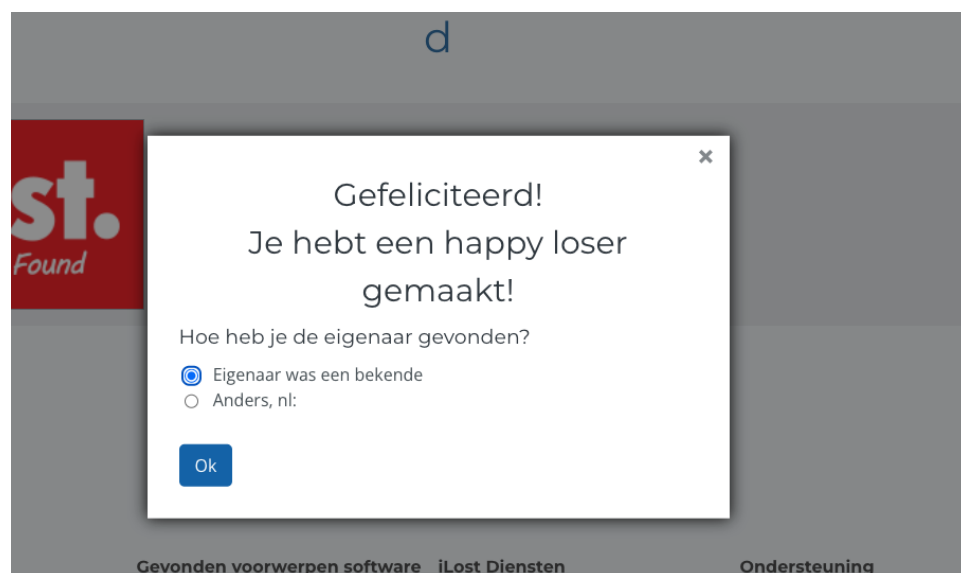 d
st.
Found
×
Gefeliciteerd!
Je hebt een happy loser
gemaakt!
Hoe heb je de eigenaar gevonden?
Eigenaar was een bekende
Anders, nl:
Ok
Gevonden voorwerpen software iLost Diensten Ondersteuning